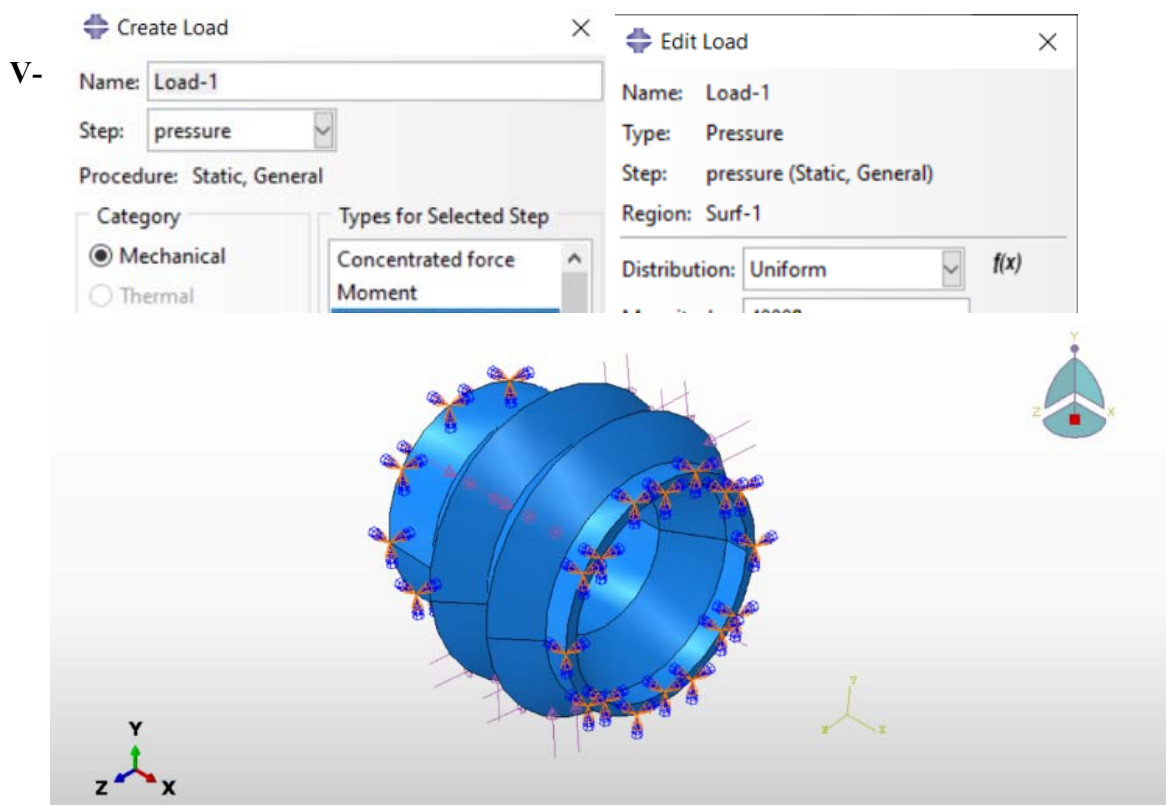 V-
Create Load
Name: Load-1
Step: pressure
Procedure: Static, General
Category
Mechanical
Thermal
Types for Selected Step
Concentrated force
Moment
Edit Load
Name: Load-1
Type: Pressure
Step: pressure (Static, General)
Region: Surf-1
Distribution: Uniform f(x)
Y
Z X
Y
Z X
Y
Z X